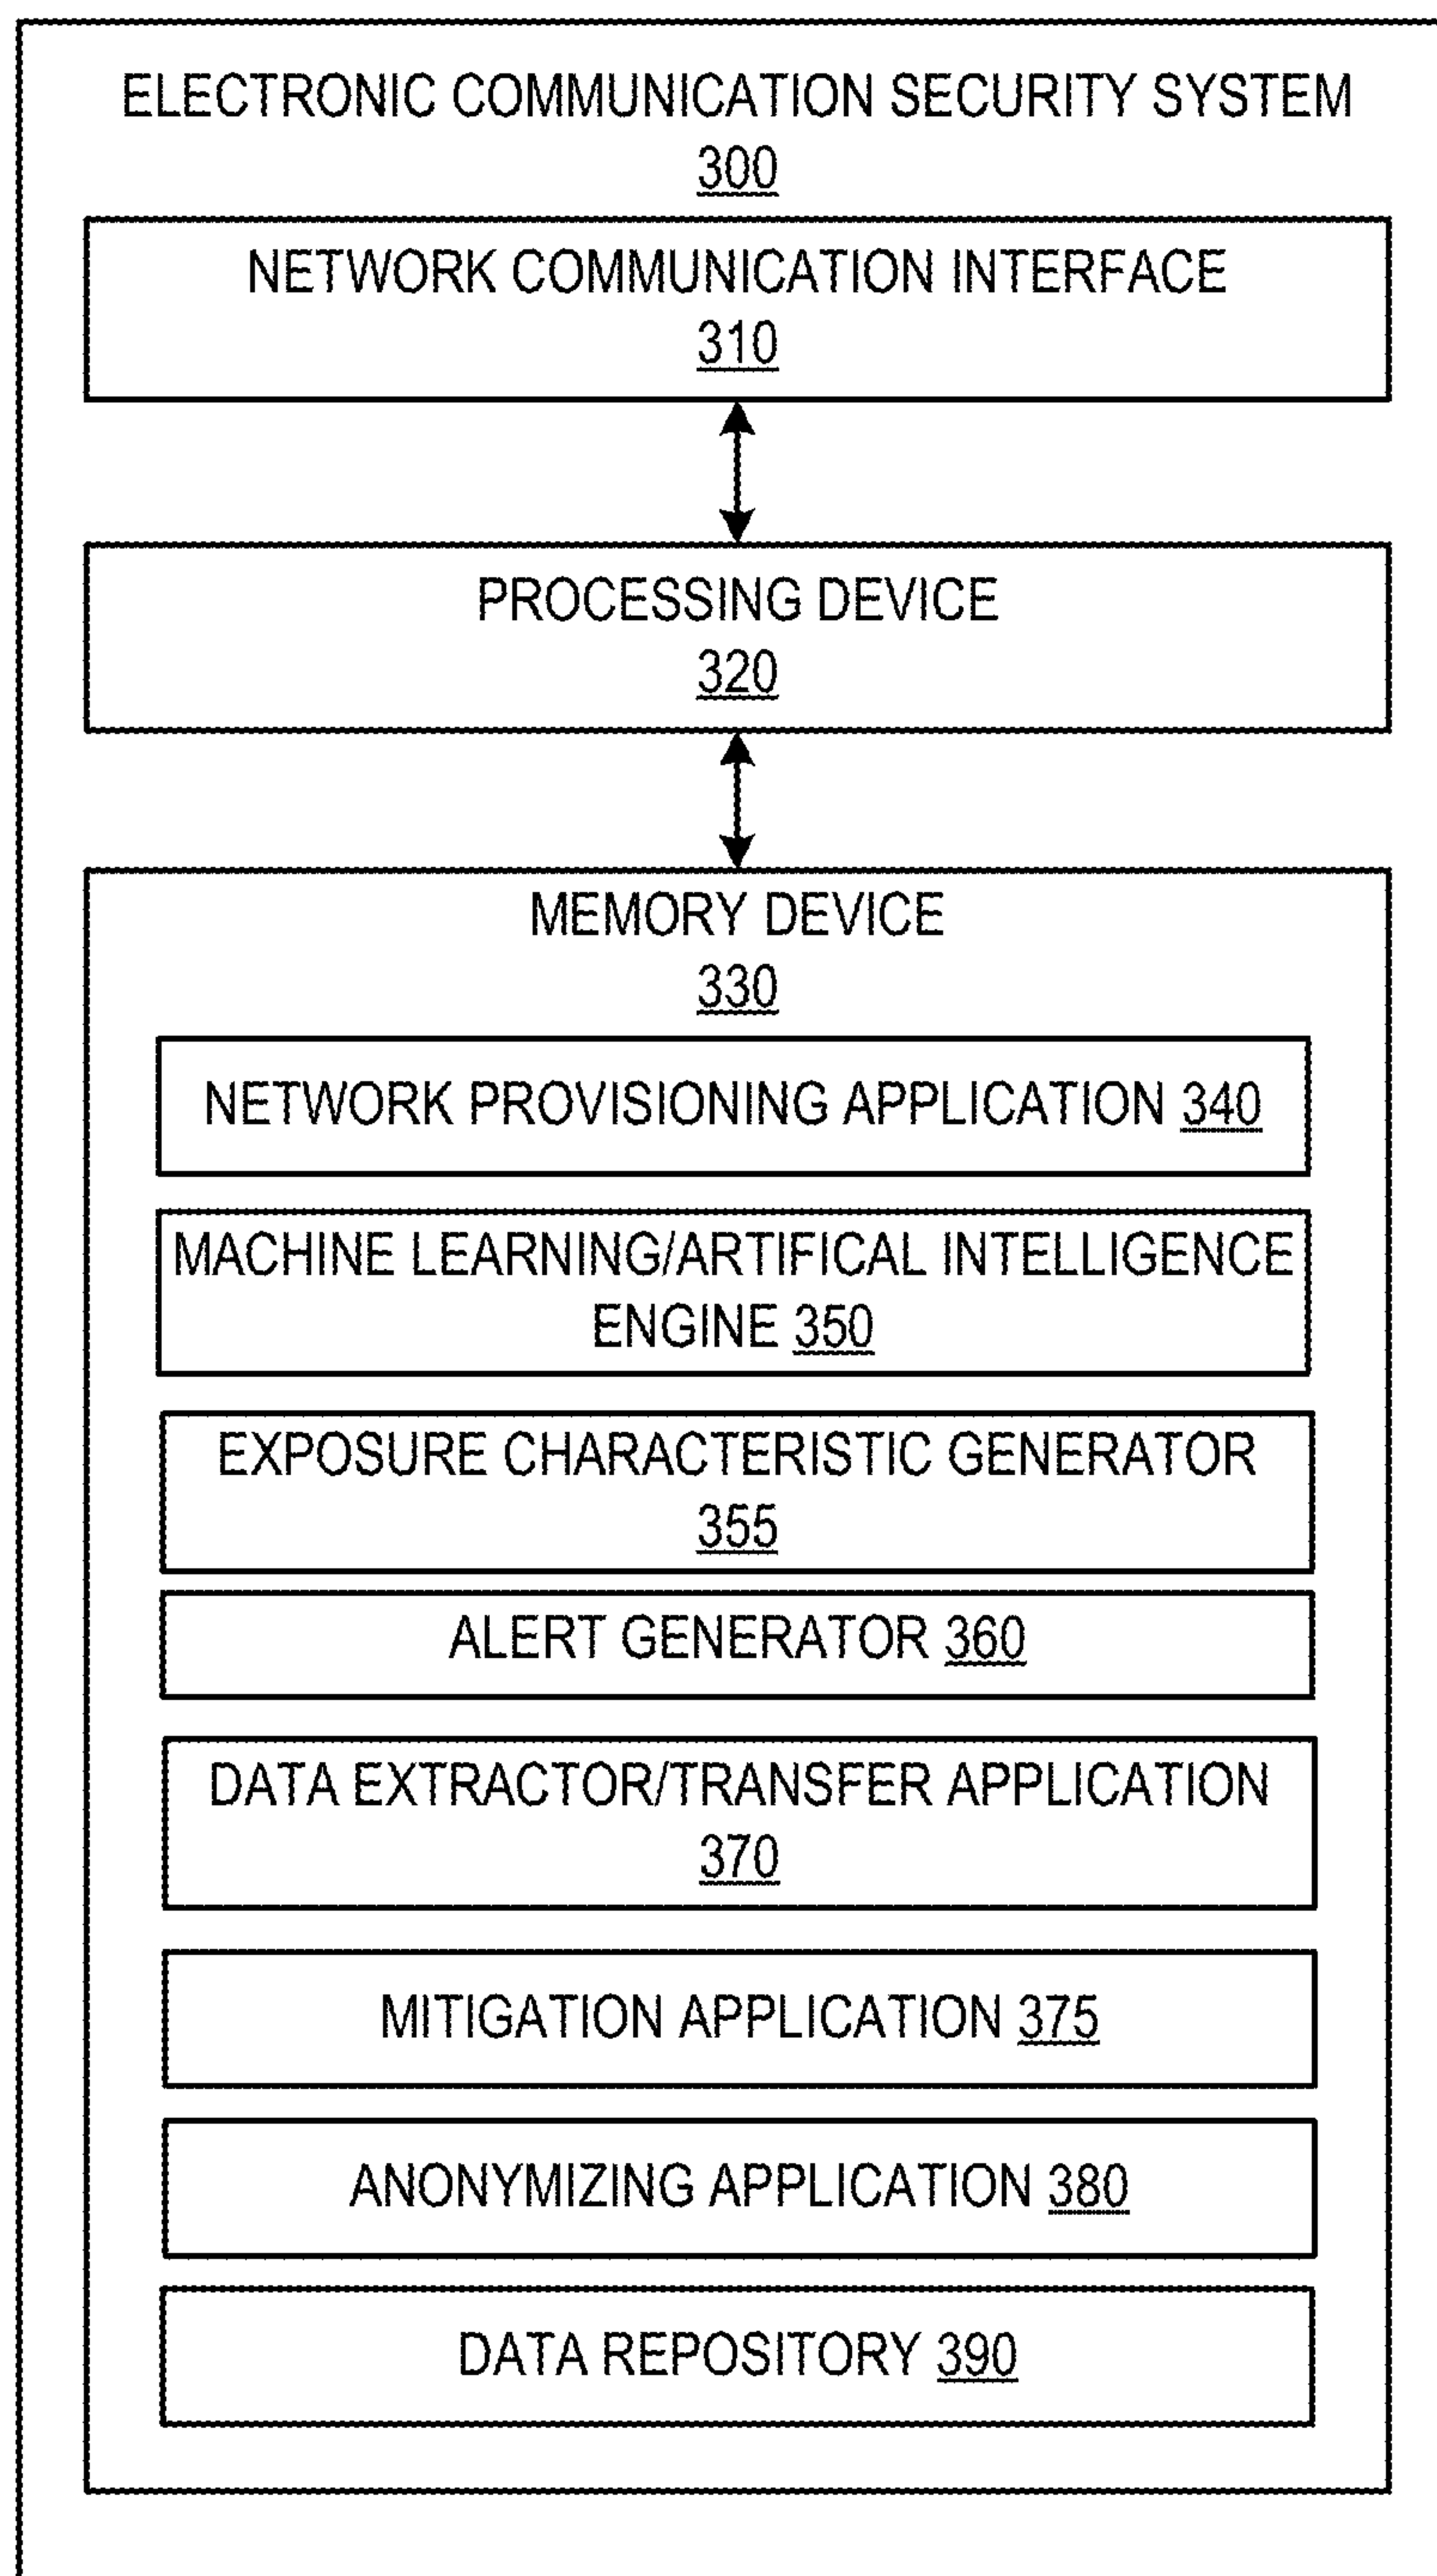 ELECTRONIC COMMUNICATION SECURITY SYSTEM
300
NETWORK COMMUNICATION INTERFACE
310
PROCESSING DEVICE
320
MEMORY DEVICE
330
NETWORK PROVISIONING APPLICATION 340
MACHINE LEARNING/ARTIFICAL INTELLIGENCE
ENGINE 350
EXPOSURE CHARACTERISTIC GENERATOR
355
ALERT GENERATOR 360
DATA EXTRACTOR/TRANSFER APPLICATION
370
MITIGATION APPLICATION 375
ANONYMIZING APPLICATION 380
DATA REPOSITORY 390